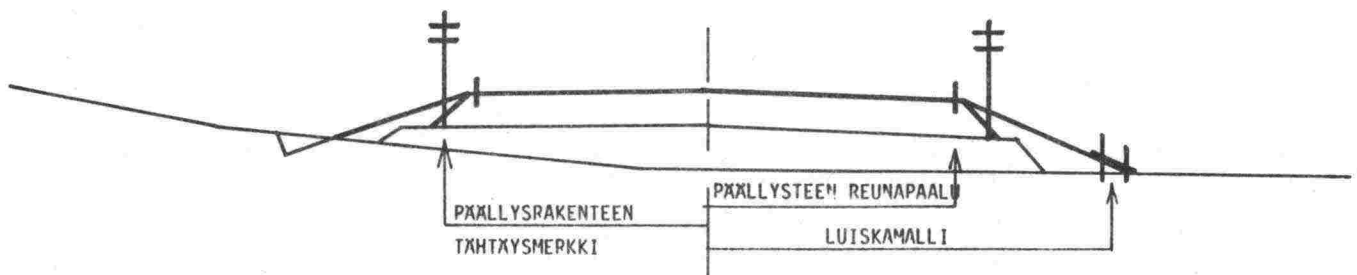 PÄÄLLYSTEEN REUNAPAALU
PÄÄLLYSRAKENTEEN
TÄHTÄYSMERKKI
LUISKAMALLI